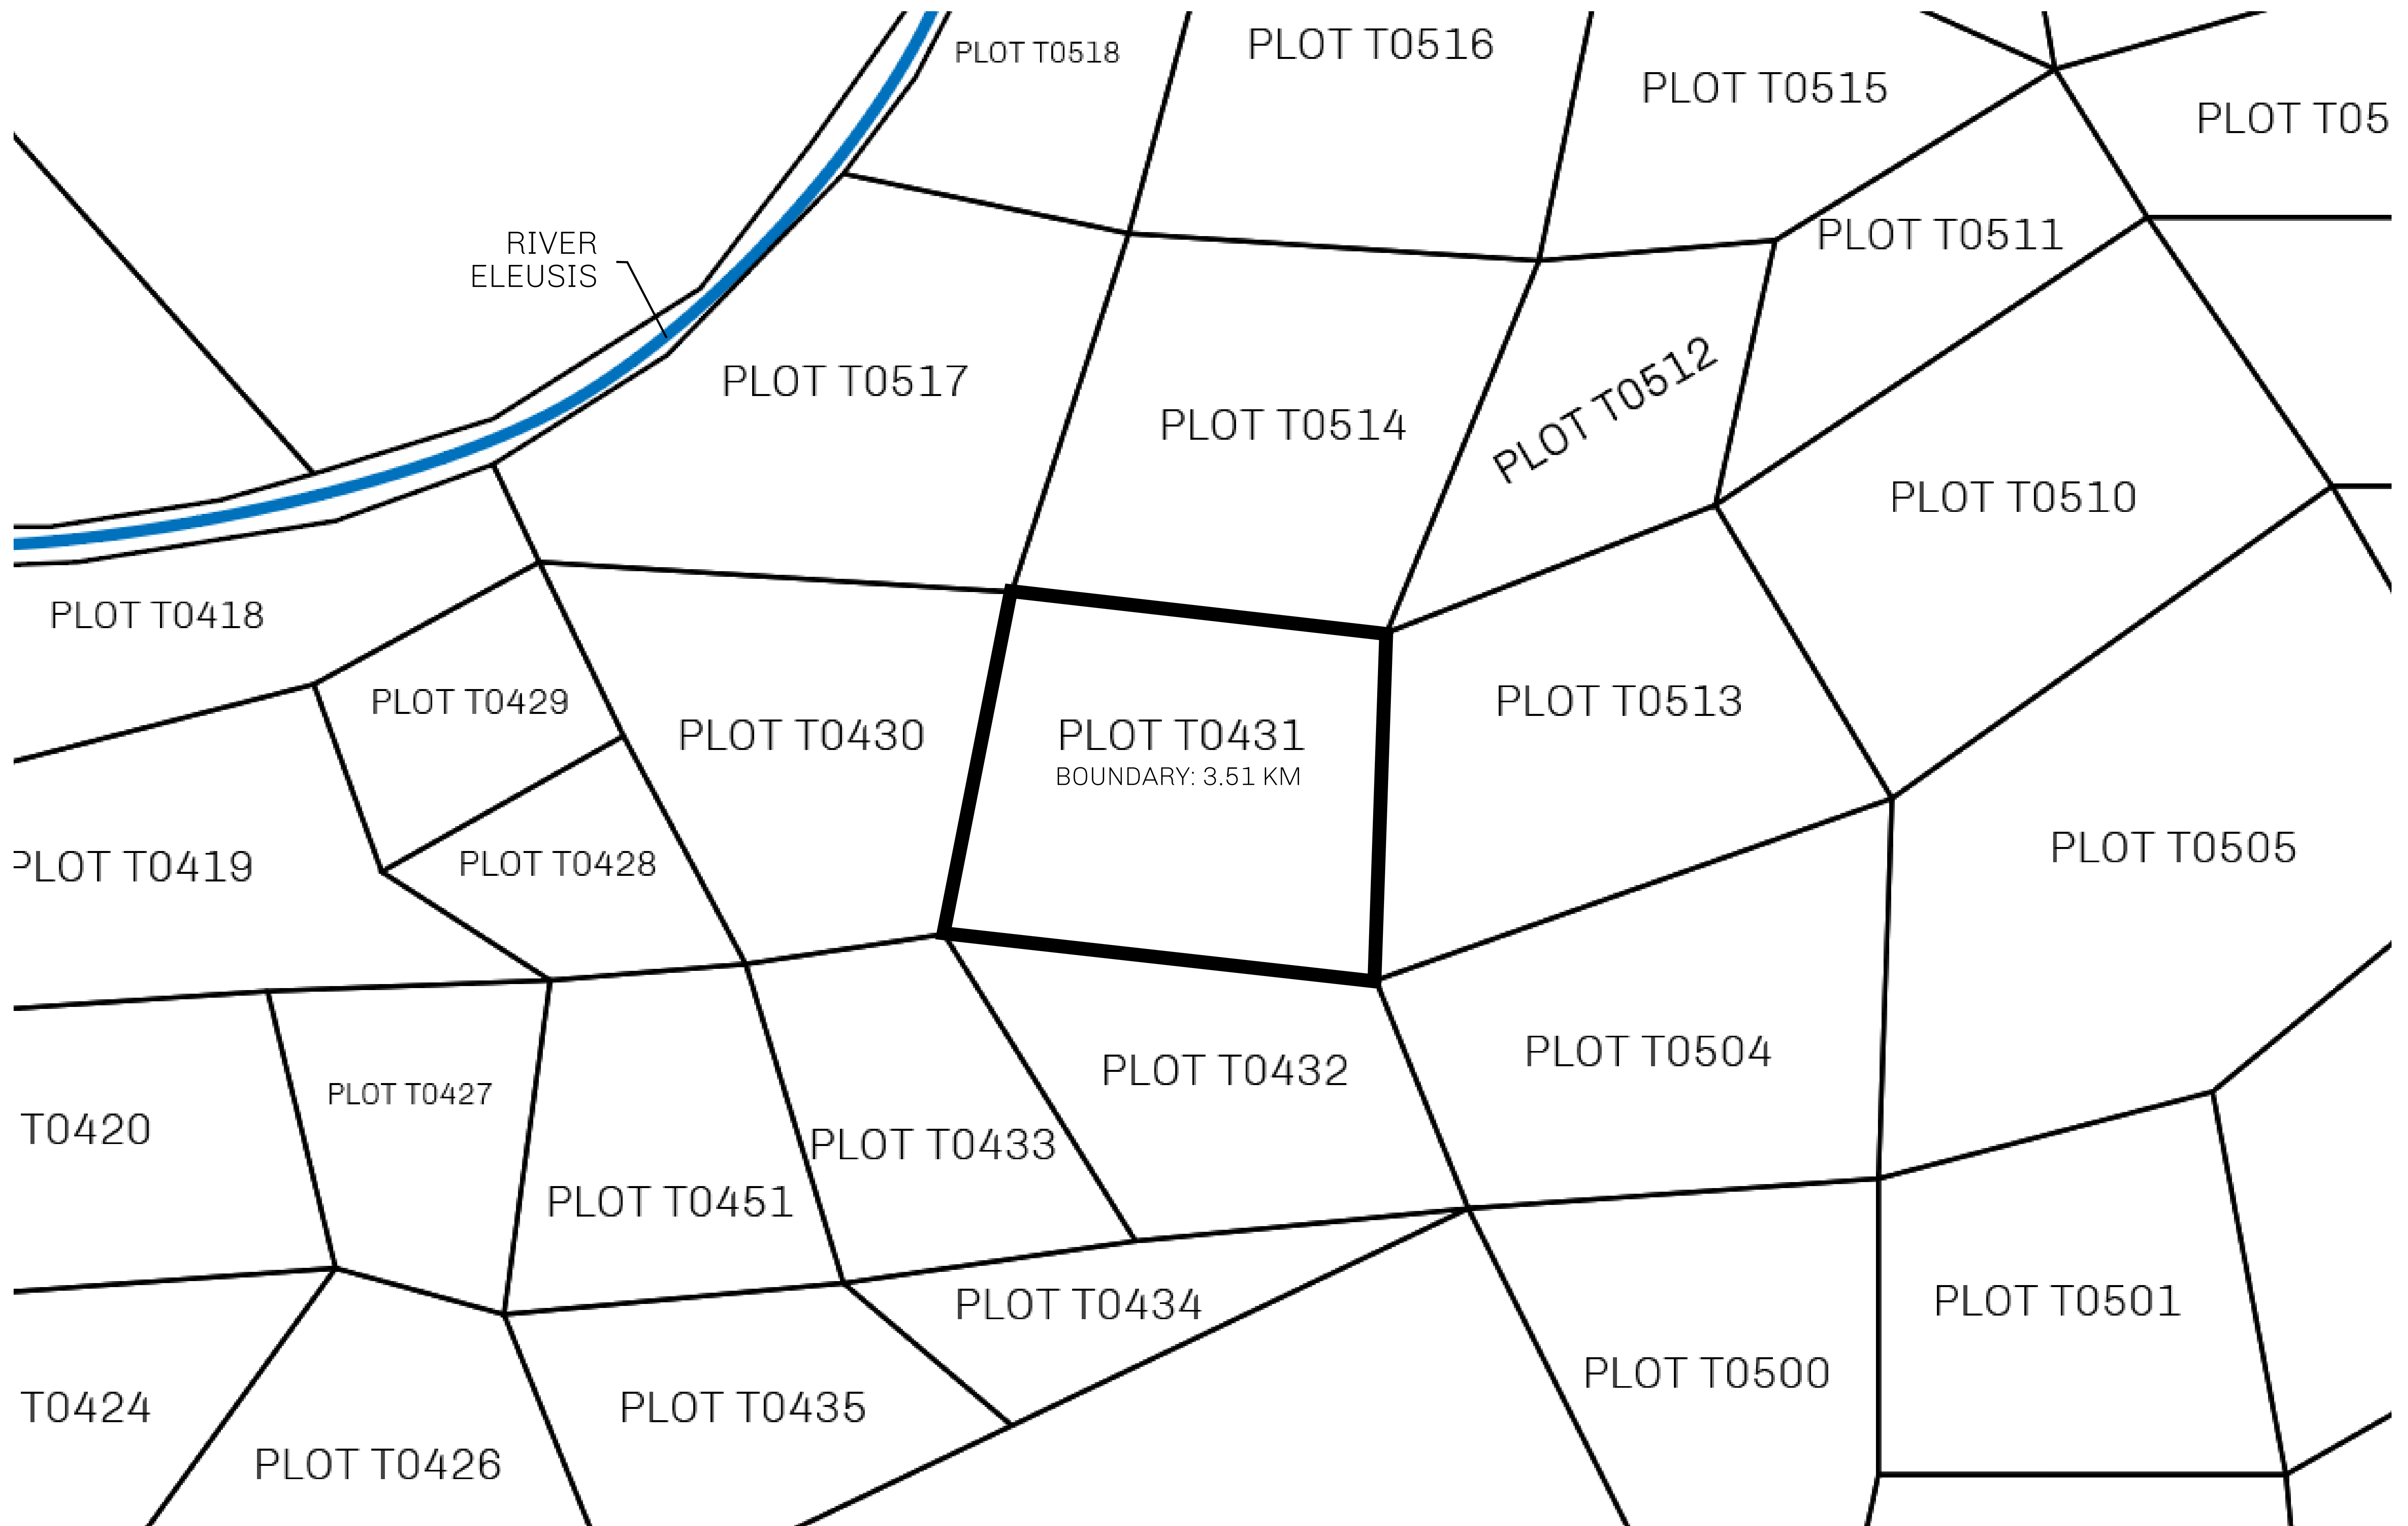 PLOT T0518
PLOT T0516
PLOT T0515
PLOT T05
RIVER
ELEUSIS
PLOT T0511
PLOT T0517
PLOT T0514
PLOT T0512
PLOT T0510
PLOT T0418
PLOT T0429
PLOT T0430
PLOT T0431
BOUNDARY: 3.51 KM
PLOT T0513
PLOT T0419
PLOT T0428
PLOT T0505
PLOT T0427
PLOT T0432
PLOT T0504
T0420
PLOT T0433
PLOT T0451
PLOT T0434
PLOT T0501
PLOT T0500
T0424
PLOT T0435
PLOT T0426